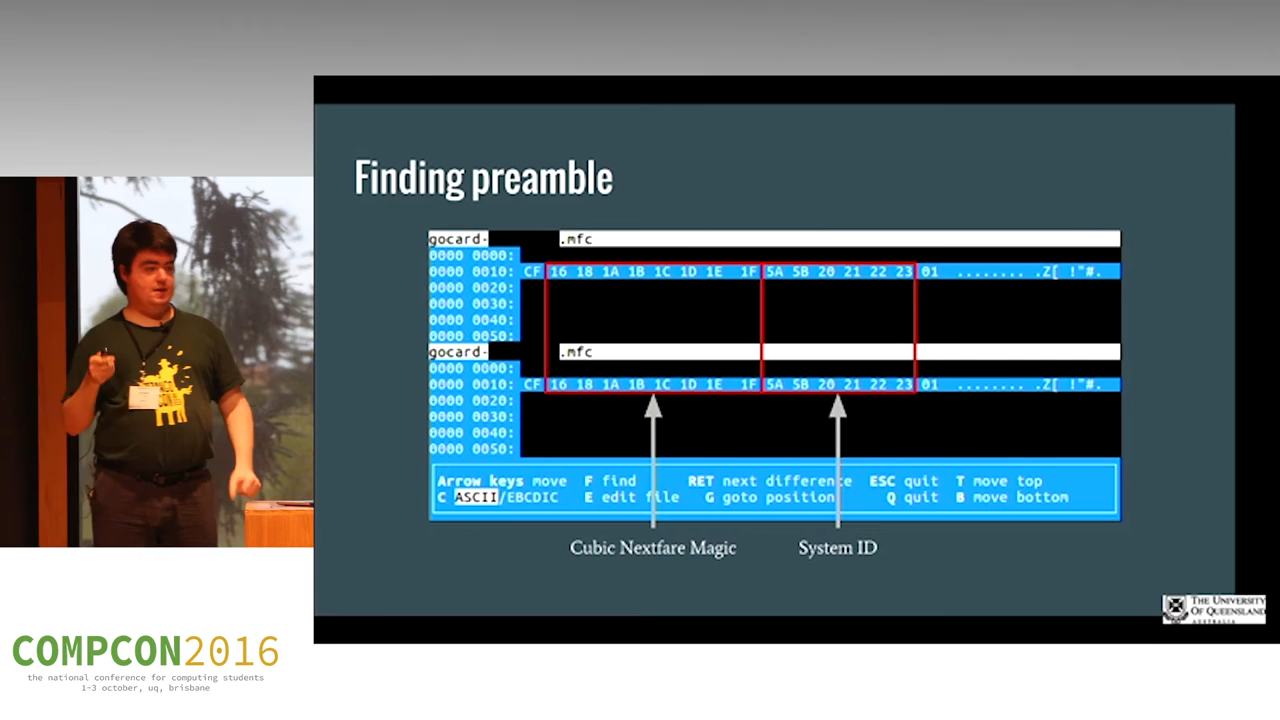 Finding preamble
gocard- .mfc
0000 0000:
0000 0010: CF 16 18 1A 1B 1C 1D 1E 1F 5A 5B 20 21 22 23 01 ........ .Z[ !"#.
0000 0020:
0000 0030:
0000 0040:
0000 0050:
gocard- .mfc
0000 0000:
0000 0010: CF 16 18 1A 1B 1C 1D 1E 1F 5A 5B 20 21 22 23 01 ........ .Z[ !"#.
0000 0020:
0000 0030:
0000 0040:
0000 0050:
Arrow keys move F find RET next difference ESC quit T move top
C ASCII/EBCDIC E edit file G goto position Q quit B move bottom
Cubic Nextfare Magic System ID
THE UNIVERSITY
OF QUEENSLAND
AUSTRALIA
COMPCON2016
the national conference for computing students
1-3 october, uq, brisbane